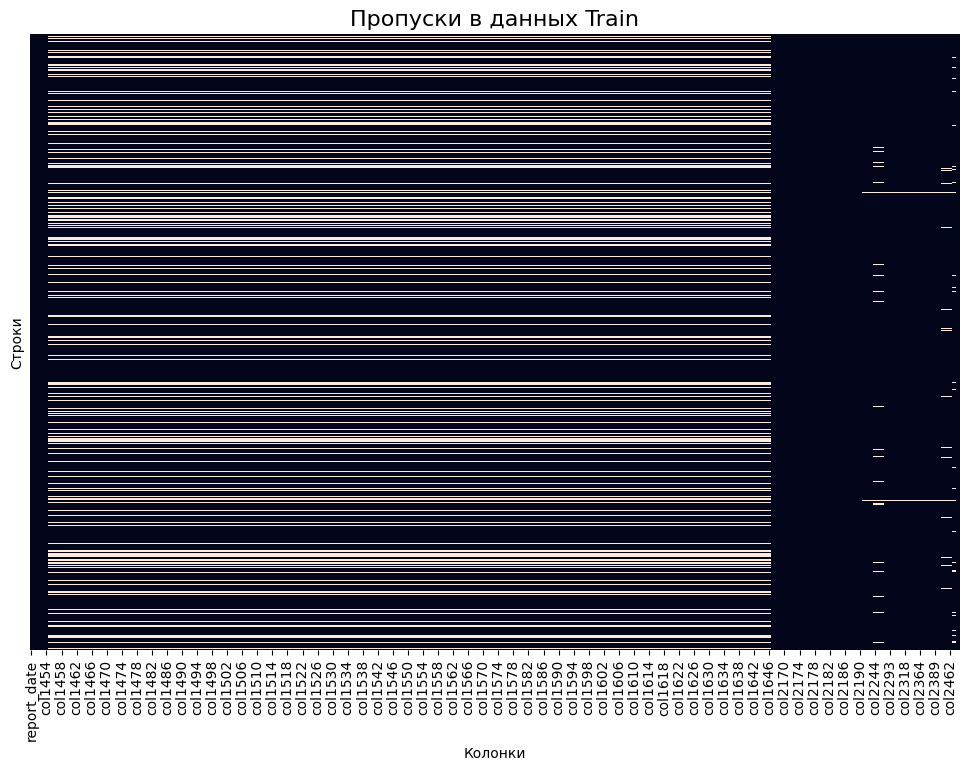 Пропуски в данных Train
Строки
report_date
col1454
col1458
col1462
col1466
col1470
col1474
col1478
col1482
col1486
col1490
col1494
col1498
col1502
col1506
col1510
col1514
col1518
col1522
col1526
col1530
col1534
col1538
col1542
col1546
col1550
col1554
col1558
col1562
col1566
col1570
col1574
col1578
col1582
col1586
col1590
col1594
col1598
col1602
col1606
col1610
col1614
col1618
col1622
col1626
col1630
col1634
col1638
col1642
col1646
col2170
col2174
col2178
col2182
col2186
col2190
col2244
col2293
col2318
col2364
col2389
col2462
Колонки